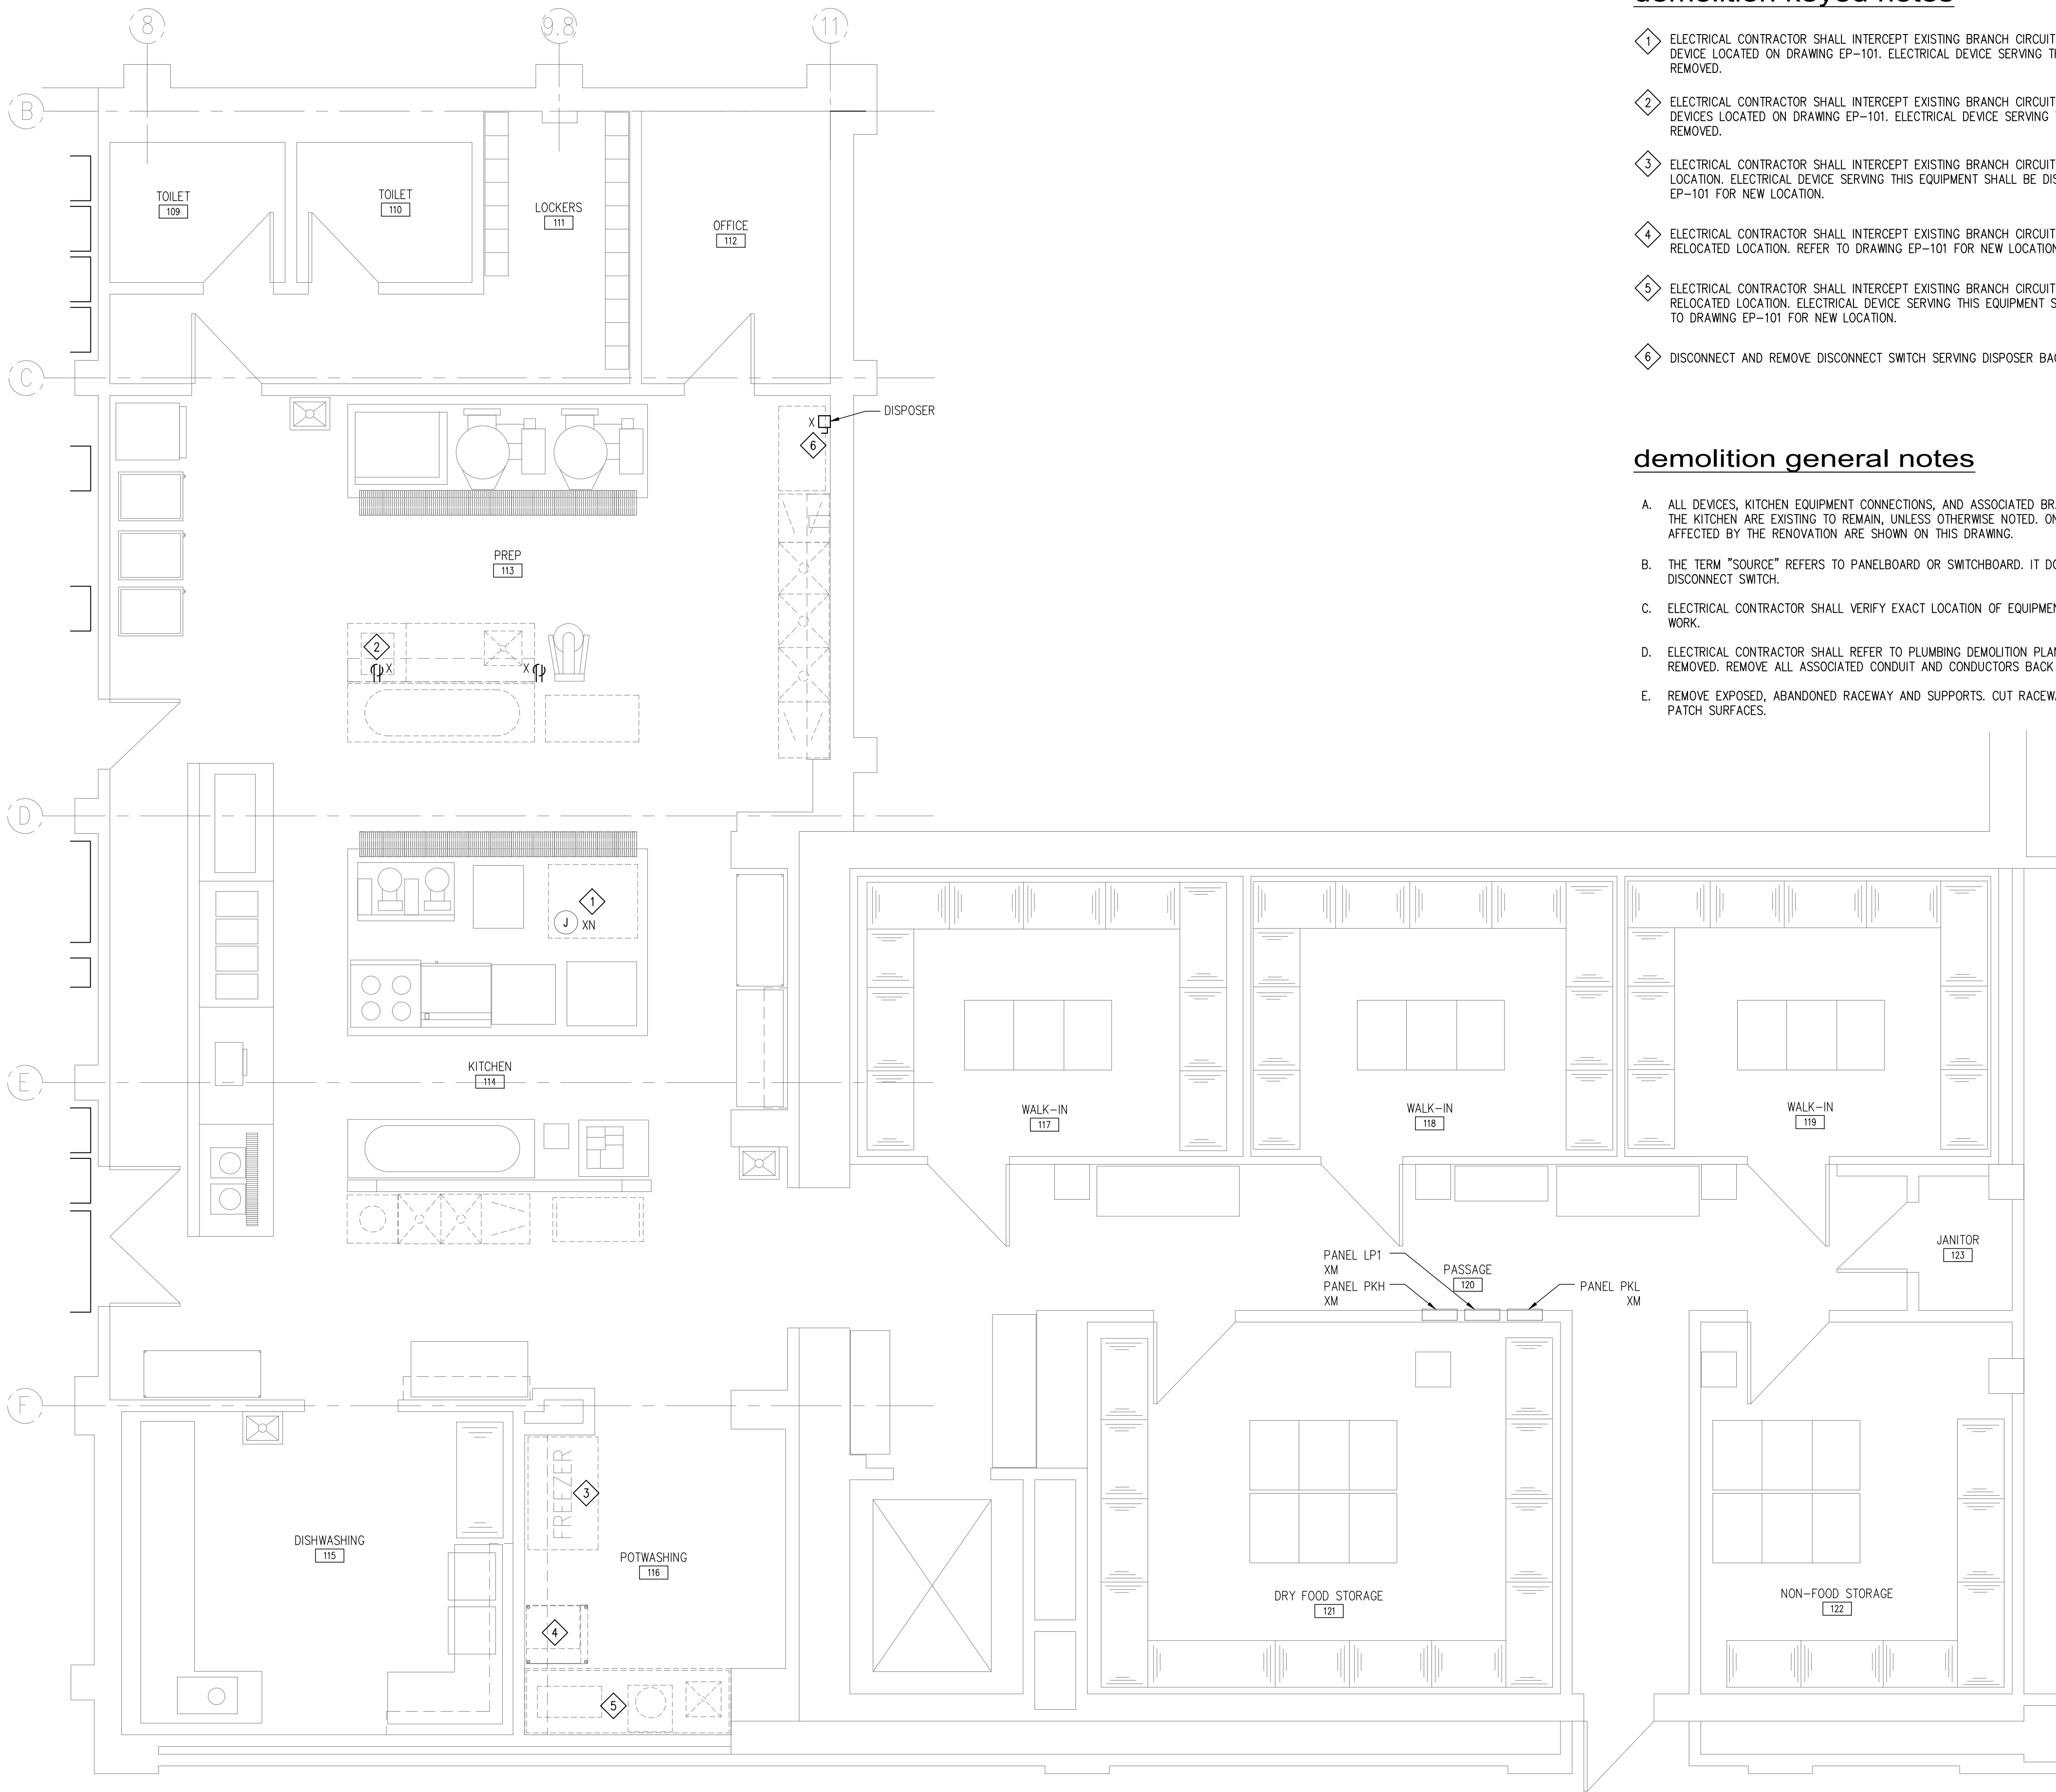 demolition keyed notes
1 ELECTRICAL CONTRACTOR SHALL INTERCEPT EXISTING BRANCH CIRCUIT
DEVICE LOCATED ON DRAWING EP-101. ELECTRICAL DEVICE SERVING
REMOVED.
2 ELECTRICAL CONTRACTOR SHALL INTERCEPT EXISTING BRANCH CIRCUIT
DEVICES LOCATED ON DRAWING EP-101. ELECTRICAL DEVICE SERVING
REMOVED.
3 ELECTRICAL CONTRACTOR SHALL INTERCEPT EXISTING BRANCH CIRCUIT
LOCATION. ELECTRICAL DEVICE SERVING THIS EQUIPMENT SHALL BE
EP-101 FOR NEW LOCATION.
4 ELECTRICAL CONTRACTOR SHALL INTERCEPT EXISTING BRANCH CIRCUIT
RELOCATED LOCATION. REFER TO DRAWING EP-101 FOR NEW LOCATION
5 ELECTRICAL CONTRACTOR SHALL INTERCEPT EXISTING BRANCH CIRCUIT
RELOCATED LOCATION. ELECTRICAL DEVICE SERVING THIS EQUIPMENT
TO DRAWING EP-101 FOR NEW LOCATION.
6 DISCONNECT AND REMOVE DISCONNECT SWITCH SERVING DISPOSER
demolition general notes
A. ALL DEVICES, KITCHEN EQUIPMENT CONNECTIONS, AND ASSOCIATED
THE KITCHEN ARE EXISTING TO REMAIN, UNLESS OTHERWISE NOTED.
AFFECTED BY THE RENOVATION ARE SHOWN ON THIS DRAWING.
B. THE TERM "SOURCE" REFERS TO PANELBOARD OR SWITCHBOARD. IT
DISCONNECT SWITCH.
C. ELECTRICAL CONTRACTOR SHALL VERIFY EXACT LOCATION OF
WORK.
D. ELECTRICAL CONTRACTOR SHALL REFER TO PLUMBING DEMOLITION
REMOVED. REMOVE ALL ASSOCIATED CONDUIT AND CONDUCTORS BACK
E. REMOVE EXPOSED, ABANDONED RACEWAY AND SUPPORTS. CUT
PATCH SURFACES.
8
9.8
11
B
TOILET
109
TOILET
110
LOCKERS
111
OFFICE
112
C
DISPOSER
X
6
PREP
113
2
X
X
D
1
J
XN
KITCHEN
114
E
WALK-IN
117
WALK-IN
118
WALK-IN
119
JANITOR
123
PANEL LP1
XM
PANEL PKH
XM
PASSAGE
120
PANEL PKL
XM
F
FREEZER
3
DISHWASHING
115
POTWASHING
116
4
5
DRY FOOD STORAGE
121
NON-FOOD STORAGE
122